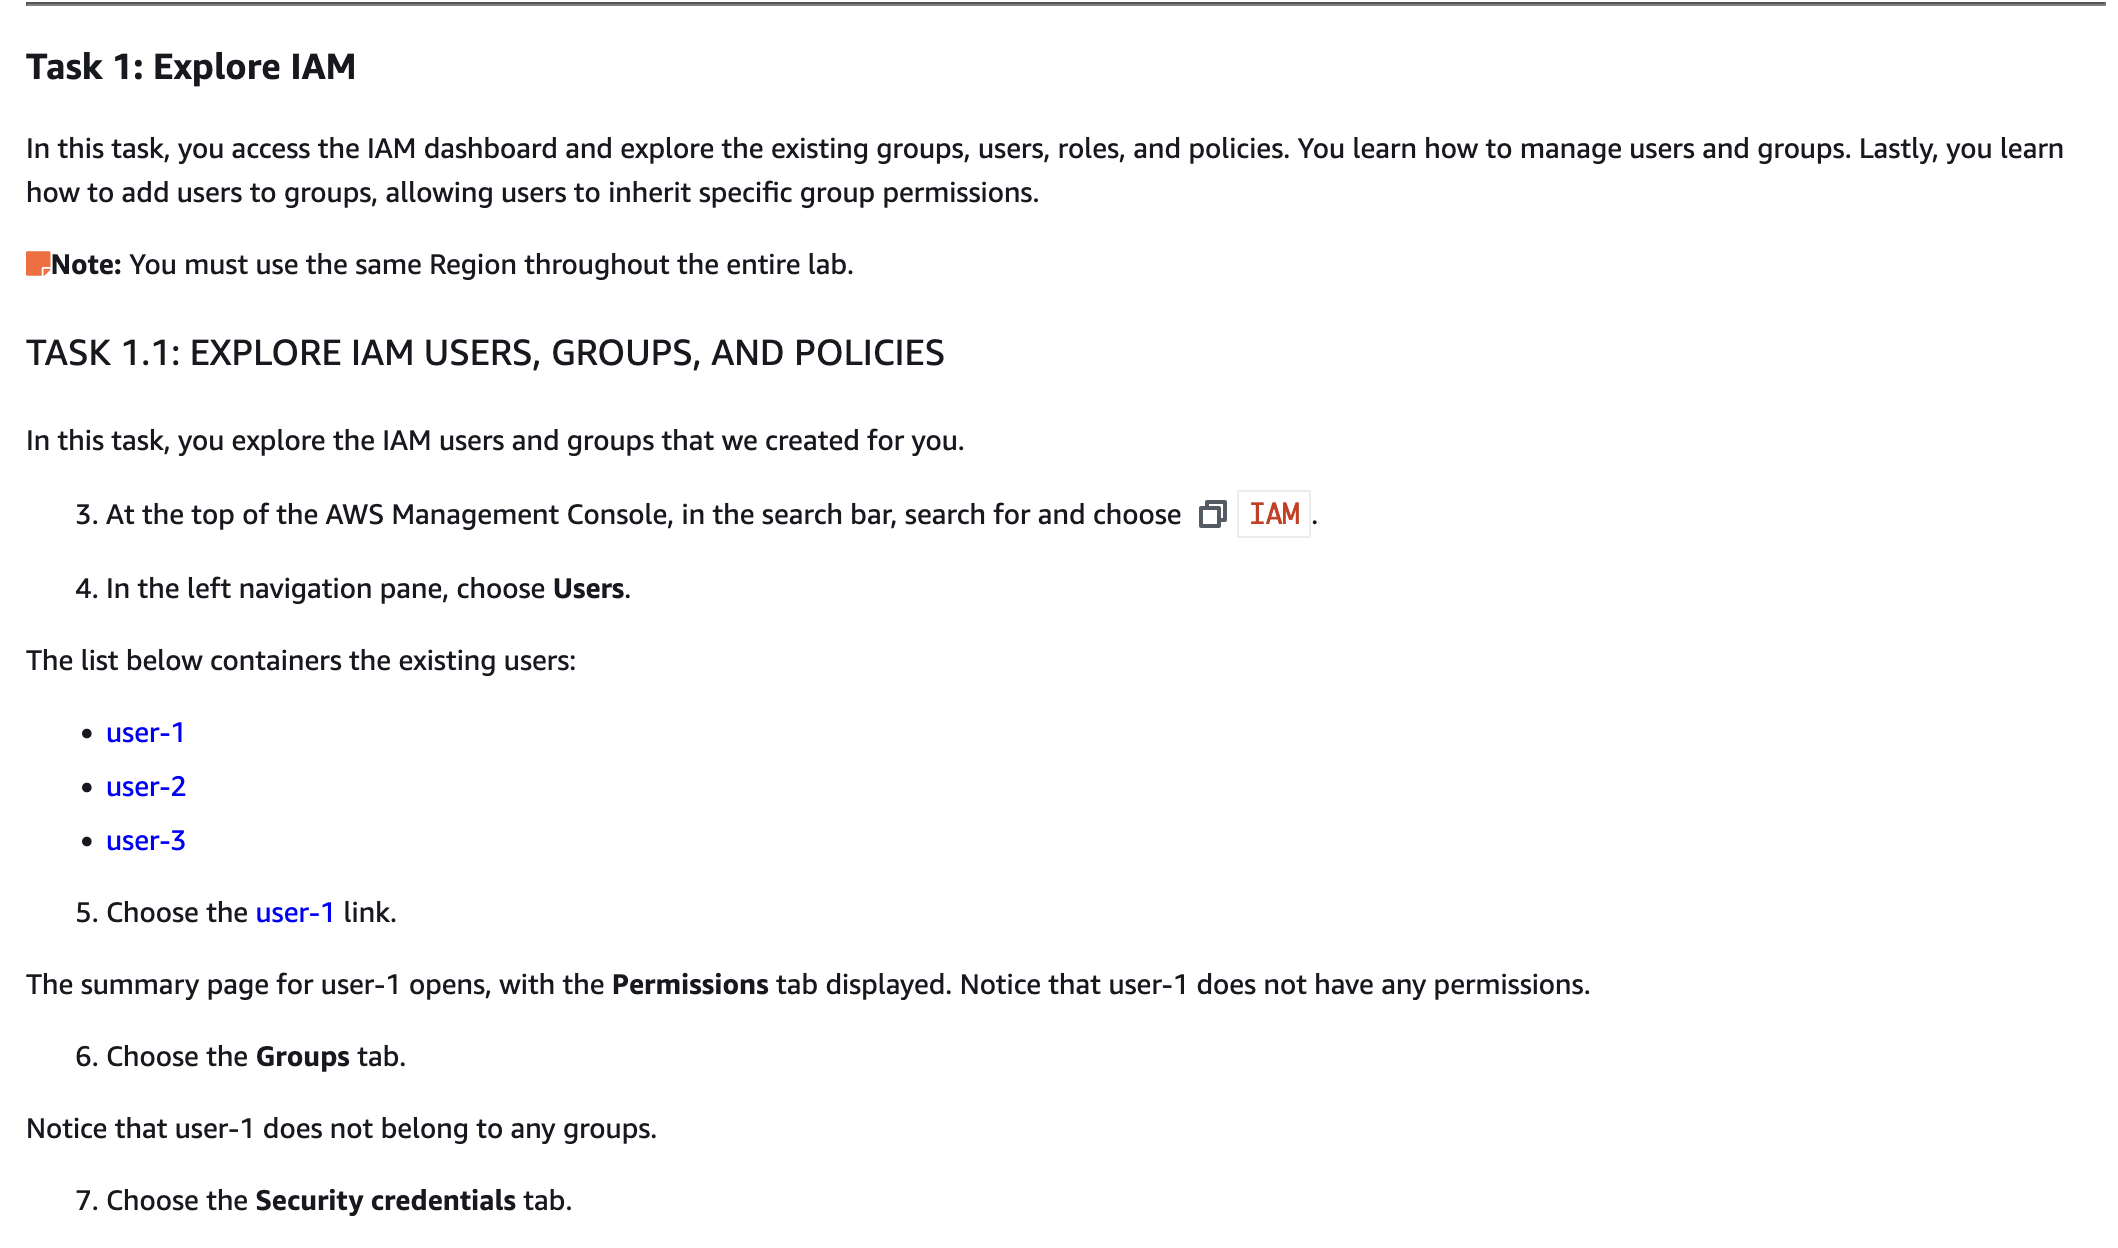 Task 1: Explore IAM
In this task, you access the IAM dashboard and explore the existing groups, users, roles, and policies. You learn how to manage users and groups. Lastly, you learn
how to add users to groups, allowing users to inherit specific group permissions.
Note: You must use the same Region throughout the entire lab.
TASK 1.1: EXPLORE IAM USERS, GROUPS, AND POLICIES
In this task, you explore the IAM users and groups that we created for you.
3. At the top of the AWS Management Console, in the search bar, search for and choose IAM.
4. In the left navigation pane, choose Users.
The list below containers the existing users:
• user-1
• user-2
• user-3
5. Choose the user-1 link.
The summary page for user-1 opens, with the Permissions tab displayed. Notice that user-1 does not have any permissions.
6. Choose the Groups tab.
Notice that user-1 does not belong to any groups.
7. Choose the Security credentials tab.